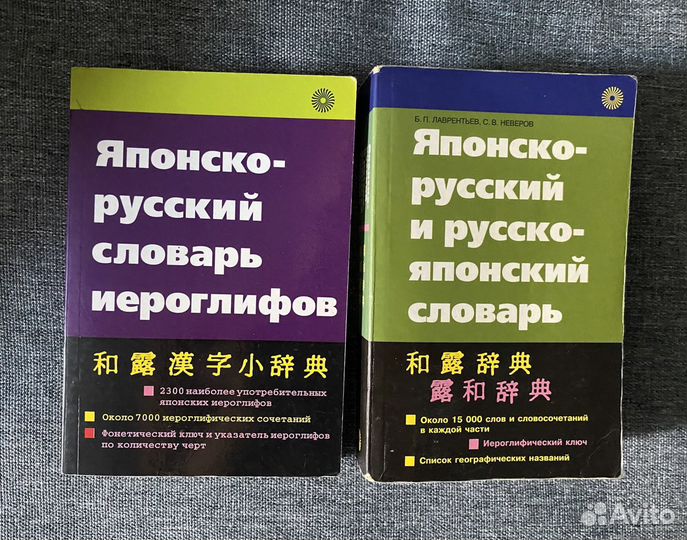 Японско-
русский
словарь
иероглифов
和露漢字小辞典
2300 наиболее употребительных
японских иероглифов
Около 7000 иероглифических сочетаний
Фонетический ключ и указатель иероглифов
по количеству черт
Б. П. ЛАВРЕНТЬЕВ, С. В. НЕВЕРОВ
Японско-
русский
и русско-
японский
словарь
和露辞典
露和辞典
Около 15 000 слов и словосочетаний
в каждой части
Иероглифический ключ
Список географических названий
Avito